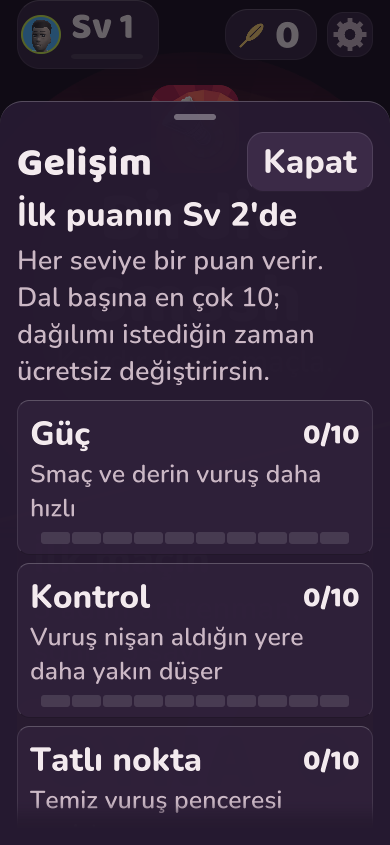 Sv 1
0
Gelişim
Kapat
İlk puanın Sv 2'de
Her seviye bir puan verir.
Dal başına en çok 10;
dağılımı istediğin zaman
ücretsiz değiştirirsin.
Güç
0/10
Smaç ve derin vuruş daha
hızlı
Kontrol
0/10
Vuruş nişan aldığın yere
daha yakın düşer
Tatlı nokta
0/10
Temiz vuruş penceresi